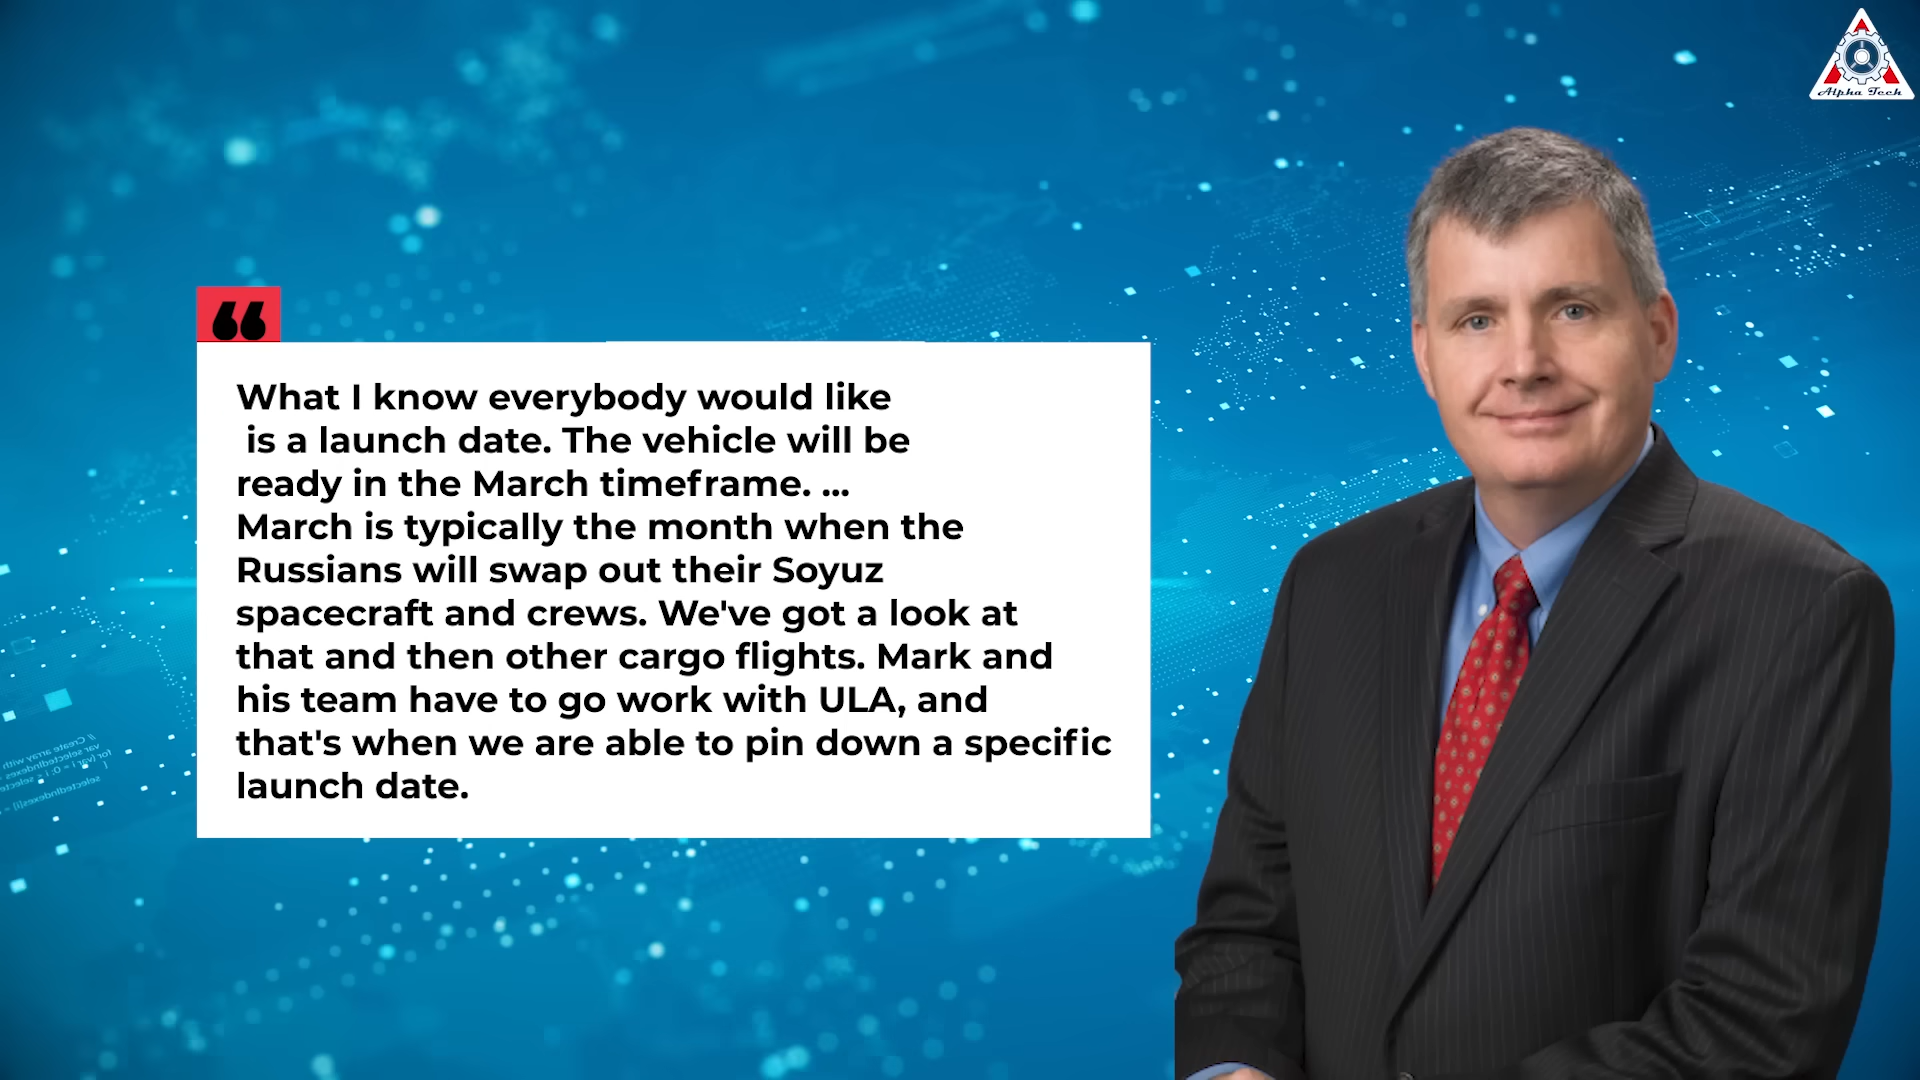 Alpha Tech
“
What I know everybody would like
is a launch date. The vehicle will be
ready in the March timeframe. ...
March is typically the month when the
Russians will swap out their Soyuz
spacecraft and crews. We've got a look at
that and then other cargo flights. Mark and
his team have to go work with ULA, and
that's when we are able to pin down a specific
launch date.